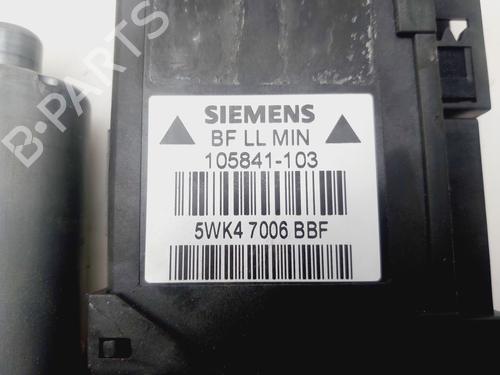 SIEMENS
BF LL MIN
105841-103
5WK4 7006 BBF
B-PARTS